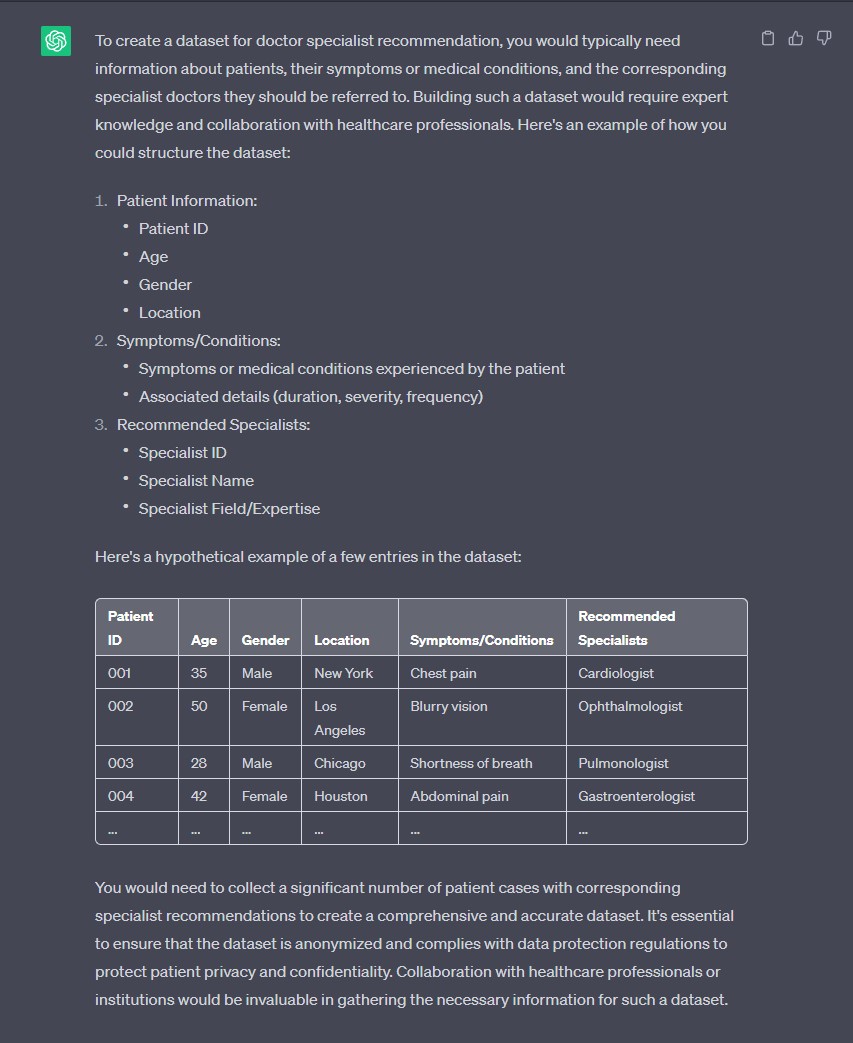 To create a dataset for doctor specialist recommendation, you would typically need
information about patients, their symptoms or medical conditions, and the corresponding
specialist doctors they should be referred to. Building such a dataset would require expert
knowledge and collaboration with healthcare professionals. Here's an example of how you
could structure the dataset:
1. Patient Information:
• Patient ID
• Age
• Gender
• Location
2. Symptoms/Conditions:
• Symptoms or medical conditions experienced by the patient
• Associated details (duration, severity, frequency)
3. Recommended Specialists:
• Specialist ID
• Specialist Name
• Specialist Field/Expertise
Here's a hypothetical example of a few entries in the dataset:
Patient ID Age Gender Location Symptoms/Conditions Recommended Specialists
001 35 Male New York Chest pain Cardiologist
002 50 Female Los Angeles Blurry vision Ophthalmologist
003 28 Male Chicago Shortness of breath Pulmonologist
004 42 Female Houston Abdominal pain Gastroenterologist
... ... ... ... ... ...
You would need to collect a significant number of patient cases with corresponding
specialist recommendations to create a comprehensive and accurate dataset. It's essential
to ensure that the dataset is anonymized and complies with data protection regulations to
protect patient privacy and confidentiality. Collaboration with healthcare professionals or
institutions would be invaluable in gathering the necessary information for such a dataset.